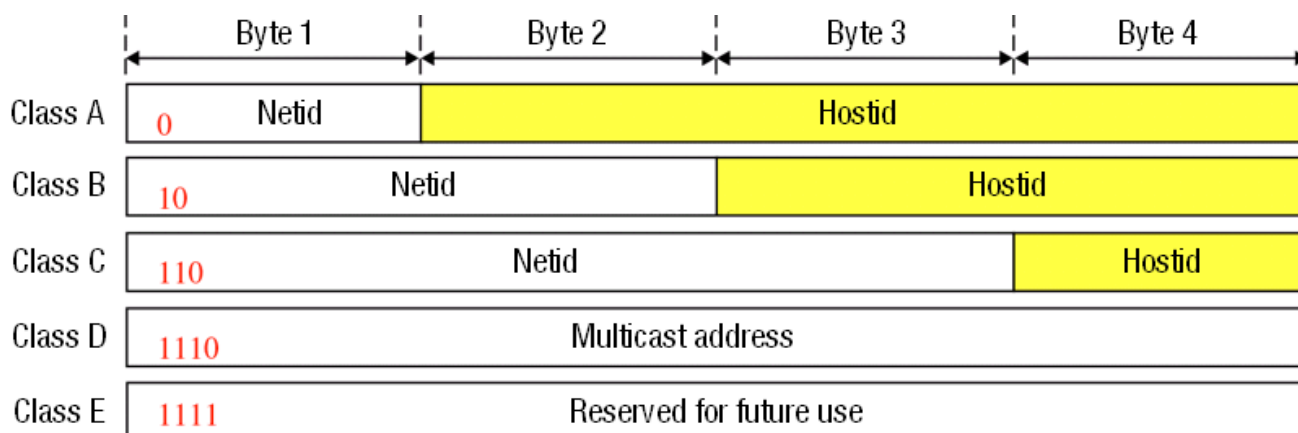 Byte 1 Byte 2 Byte 3 Byte 4
Class A 0 Netid Hostid
Class B 10 Netid Hostid
Class C 110 Netid Hostid
Class D 1110 Multicast address
Class E 1111 Reserved for future use